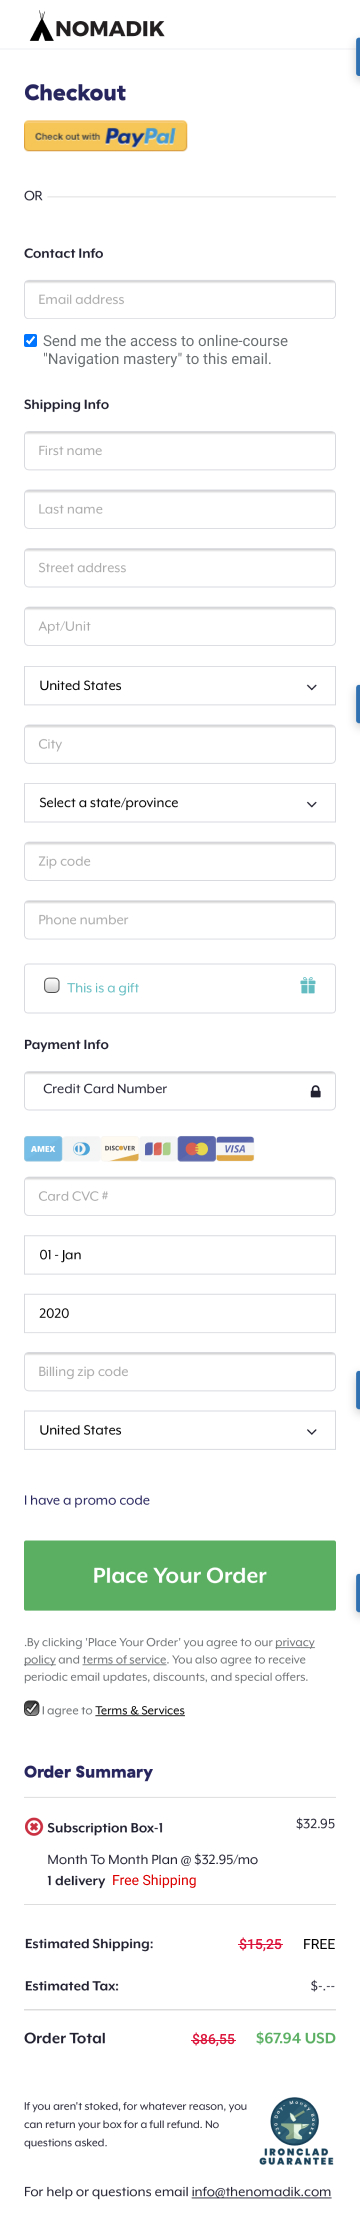 NOMADIK
Checkout
Check out with PayPal
OR
Contact Info
Email address
Send me the access to online-course
"Navigation mastery" to this email.
Shipping Info
First name
Last name
Street address
Apt/Unit
United States
City
Select a state/province
Zip code
Phone number
This is a gift
Payment Info
Credit Card Number
AMEX DISCOVER VISA
Card CVC #
01 - Jan
2020
Billing zip code
United States
I have a promo code
Place Your Order
.By clicking 'Place Your Order' you agree to our privacy
policy and terms of service. You also agree to receive
periodic email updates, discounts, and special offers.
I agree to Terms & Services
Order Summary
Subscription Box-1 $32.95
Month To Month Plan @ $32.95/mo
1 delivery Free Shipping
Estimated Shipping: $15,25 FREE
Estimated Tax: $-.--
Order Total $86,55 $67.94 USD
If you aren't stoked, for whatever reason, you
can return your box for a full refund. No
questions asked.
IRONCLAD
GUARANTEE
For help or questions email info@thenomadik.com